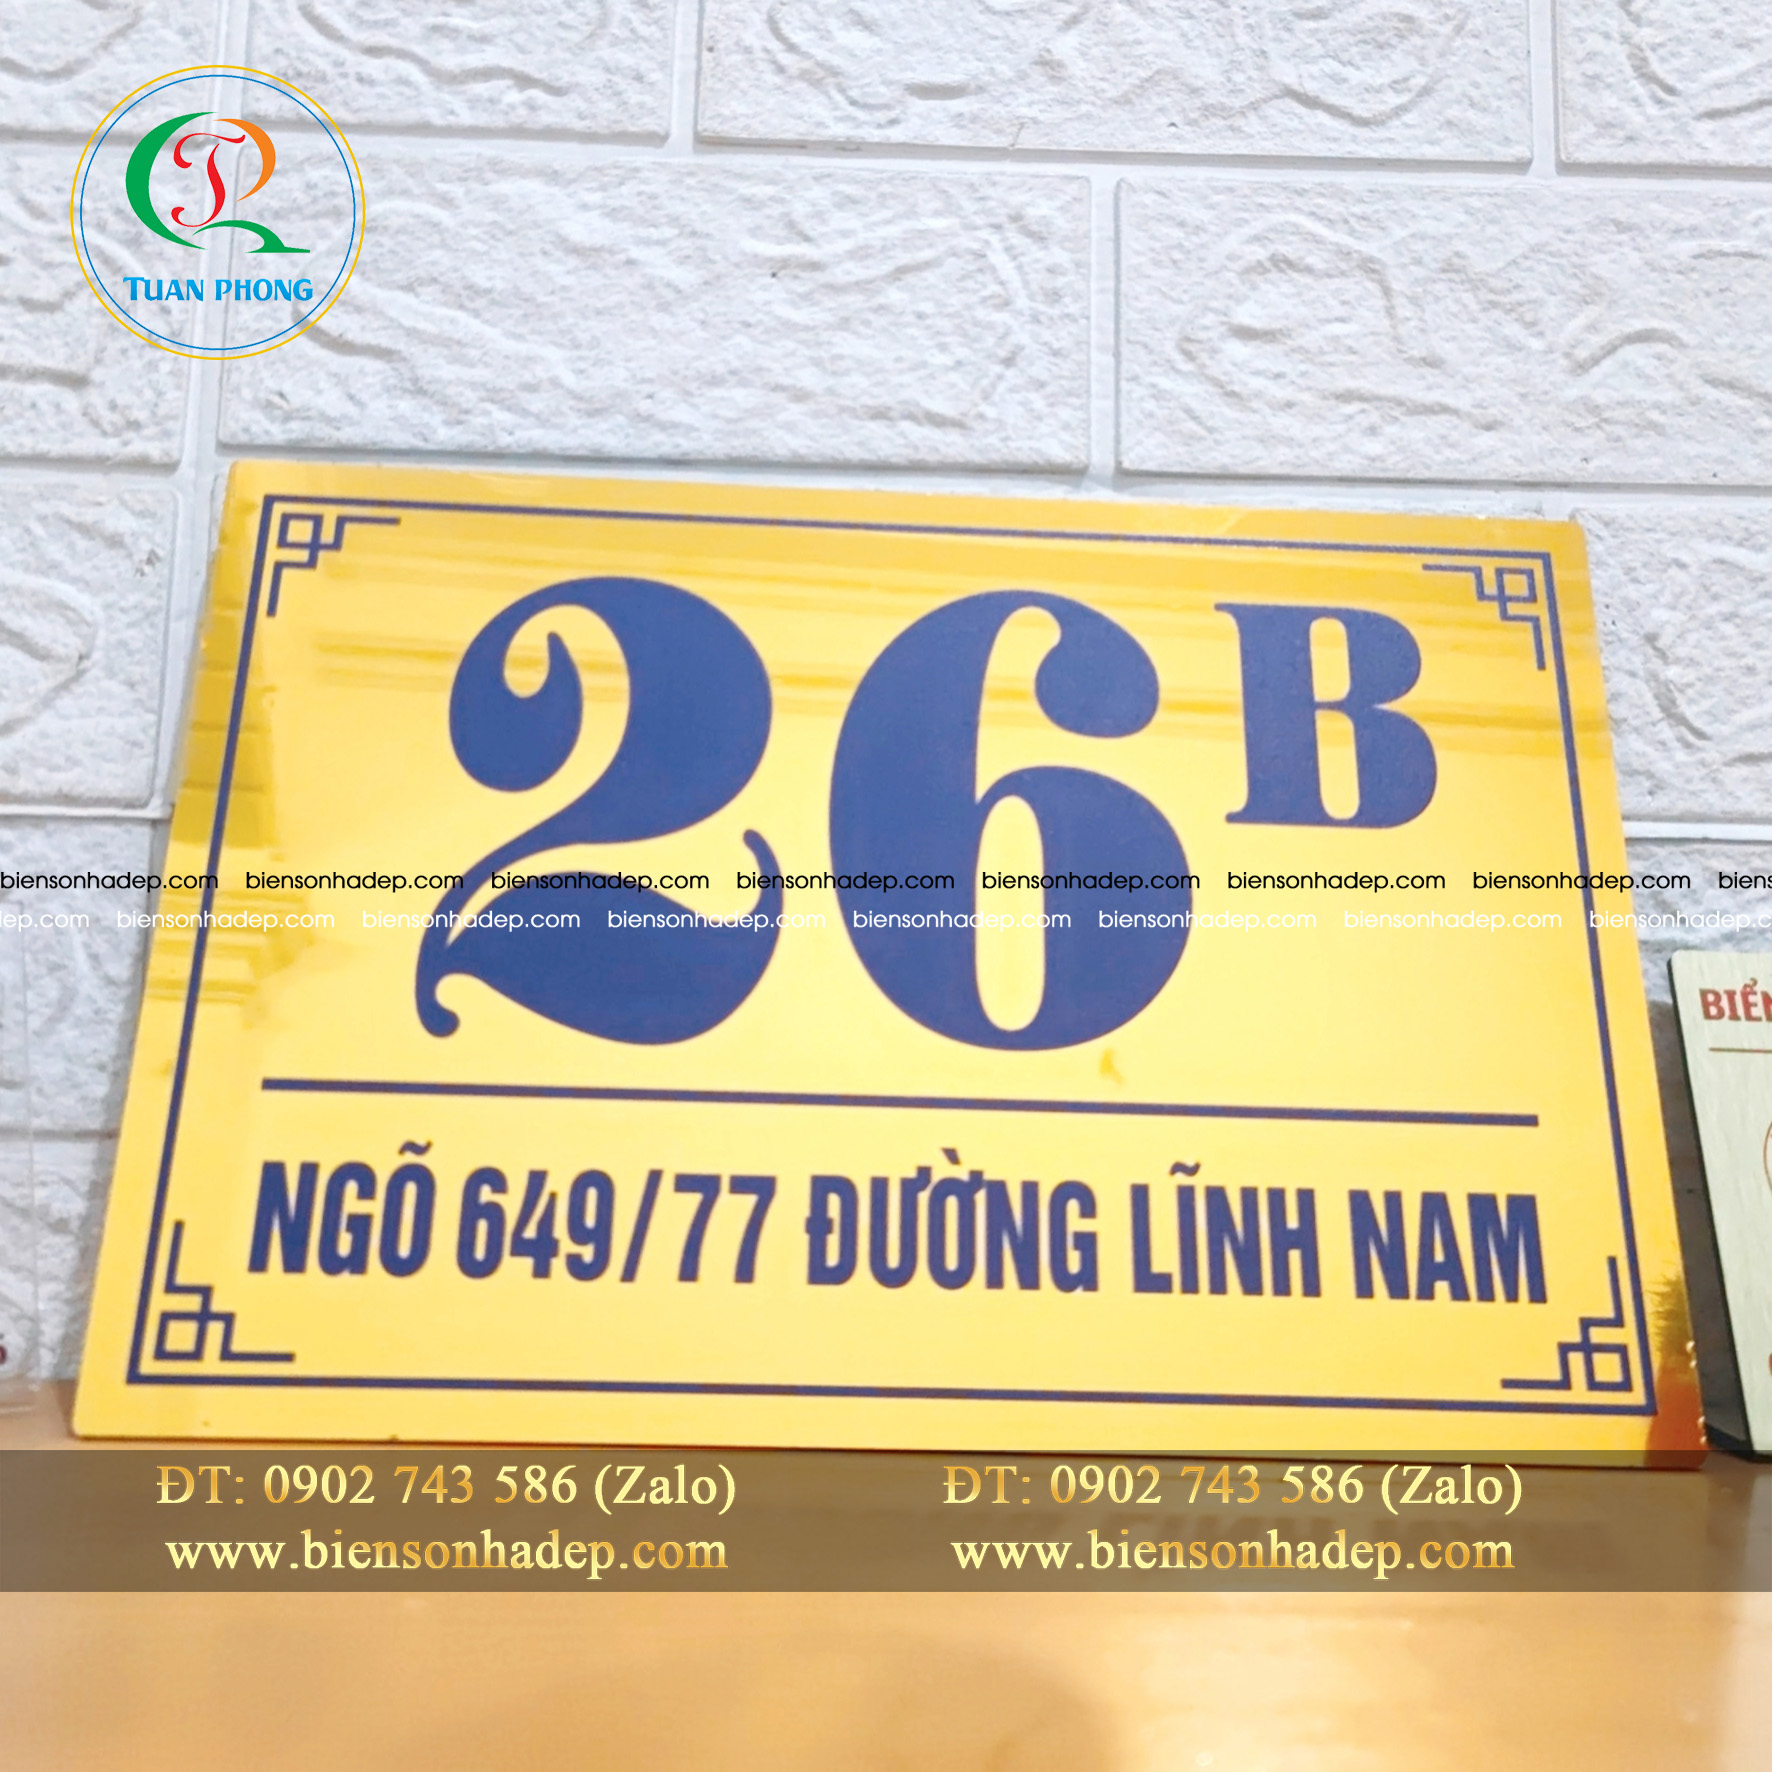 TUAN PHONG
26B
biensonhadep.com biensonhadep.com biensonhadep.com biensonhadep.com biensonhadep.com biensonhadep.com biensonhadep.com
biensonhadep.com biensonhadep.com biensonhadep.com biensonhadep.com biensonhadep.com biensonhadep.com
NGÕ 649/77 ĐƯỜNG LĨNH NAM
ĐT: 0902 743 586 (Zalo) ĐT: 0902 743 586 (Zalo)
www.biensonhadep.com www.biensonhadep.com